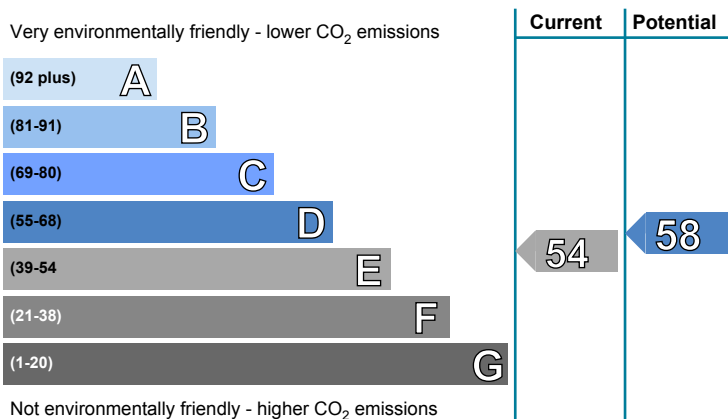 Very environmentally friendly - lower CO2 emissions
Current
Potential
(92 plus) A
(81-91) B
(69-80) C
(55-68) D
(39-54 E
(21-38) F
(1-20) G
54
58
Not environmentally friendly - higher CO2 emissions